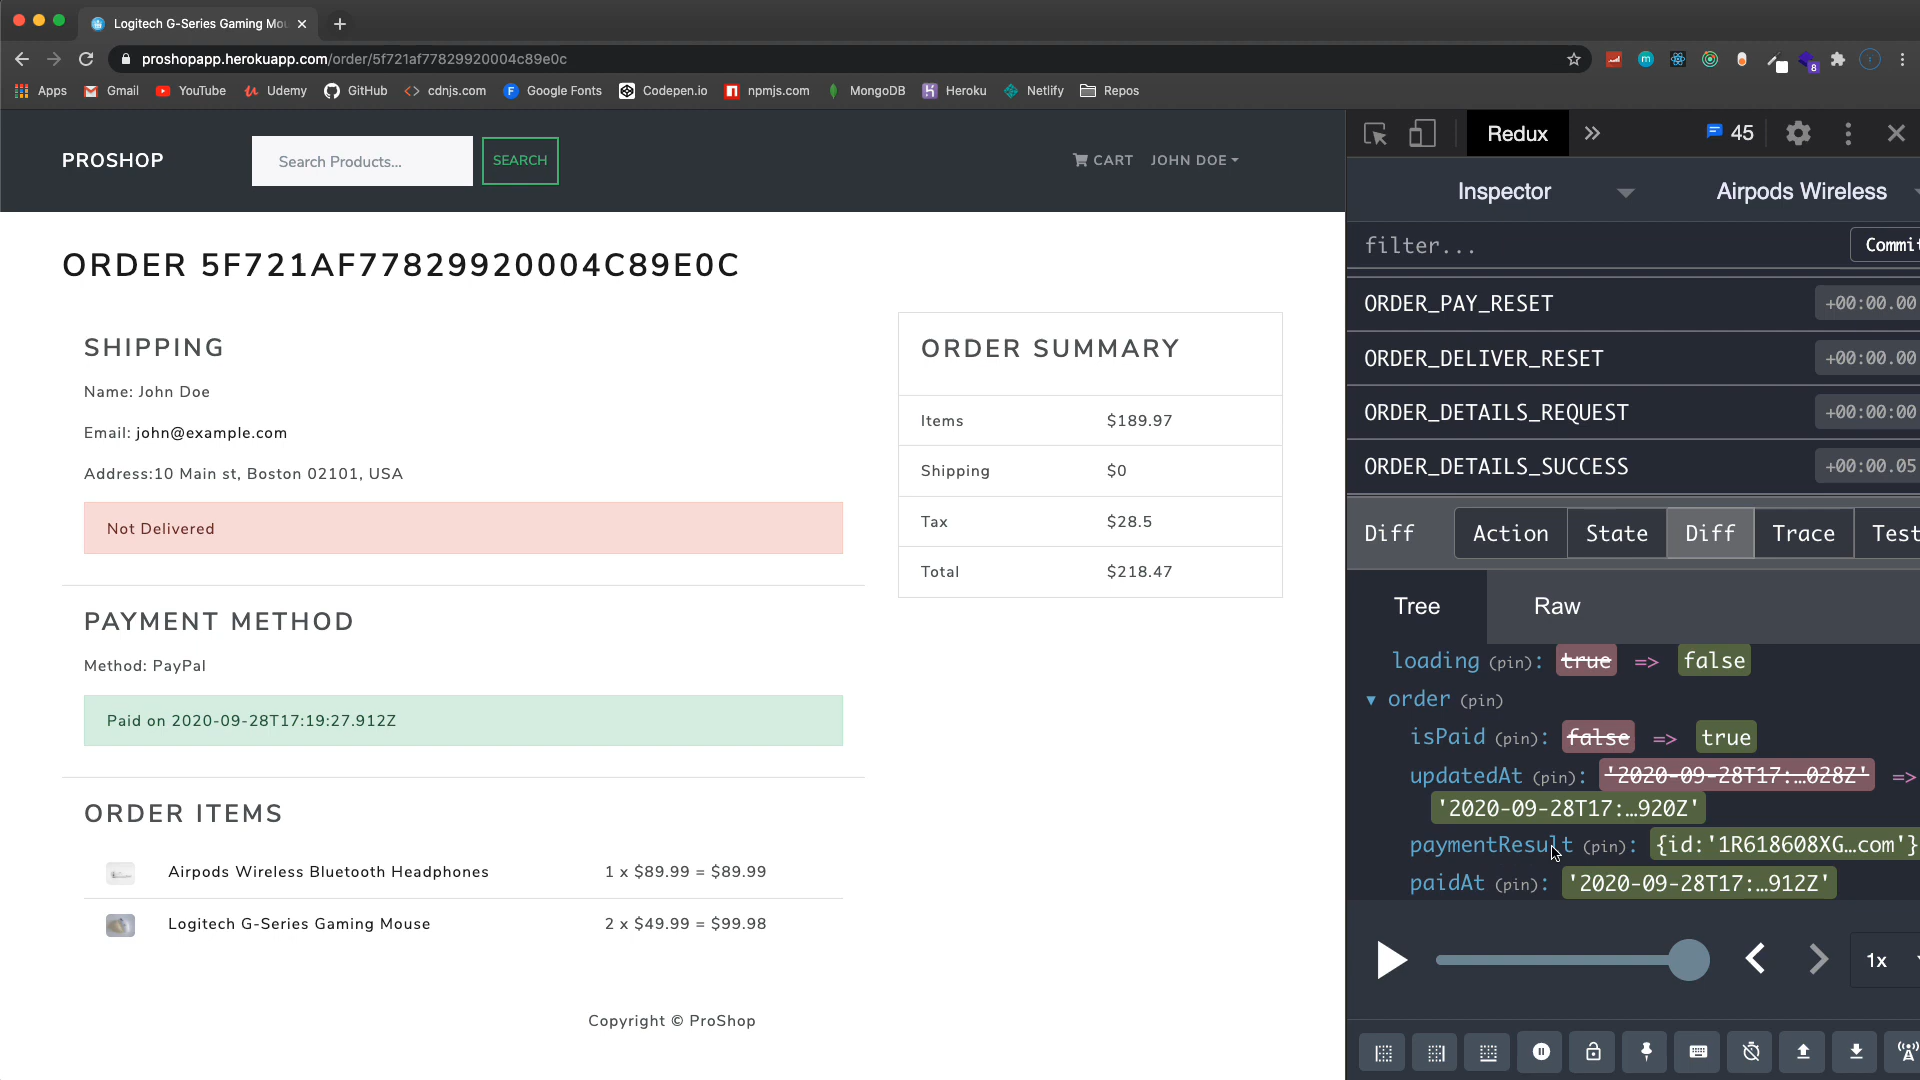 Logitech G-Series Gaming Mou
proshopapp.herokuapp.com/order/5f721af77829920004c89e0c
8
Apps Gmail YouTube Udemy GitHub cdnjs.com Google Fonts Codepen.io npmjs.com MongoDB Heroku Netlify Repos
PROSHOP
Search Products...
SEARCH
CART
JOHN DOE
ORDER 5F721AF77829920004C89E0C
SHIPPING
Name: John Doe
Email: john@example.com
Address:10 Main st, Boston 02101, USA
Not Delivered
PAYMENT METHOD
Method: PayPal
Paid on 2020-09-28T17:19:27.912Z
ORDER ITEMS
Airpods Wireless Bluetooth Headphones 1 x $89.99 = $89.99
Logitech G-Series Gaming Mouse 2 x $49.99 = $99.98
ORDER SUMMARY
Items $189.97
Shipping $0
Tax $28.5
Total $218.47
Copyright © ProShop
Redux » 45
Inspector Airpods Wireless
filter... Commit
ORDER_PAY_RESET +00:00.00
ORDER_DELIVER_RESET +00:00.00
ORDER_DETAILS_REQUEST +00:00:00
ORDER_DETAILS_SUCCESS +00:00.05
Diff Action State Diff Trace Test
Tree Raw
loading (pin): true => false
order (pin)
isPaid (pin): false => true
updatedAt (pin): '2020-09-28T17:…028Z' =>
'2020-09-28T17:…920Z'
paymentResult (pin): {id:'1R618608XG…com'}
paidAt (pin): '2020-09-28T17:…912Z'
1x